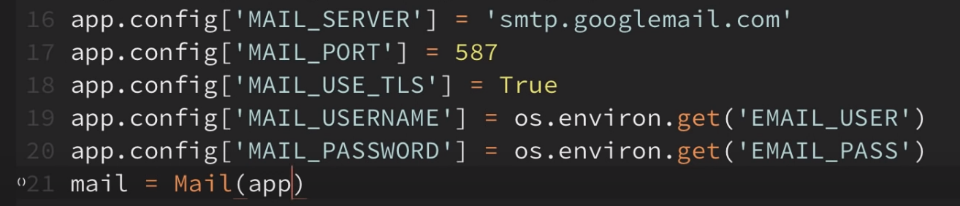 16 app.config['MAIL_SERVER'] = 'smtp.googlemail.com'
17 app.config['MAIL_PORT'] = 587
18 app.config['MAIL_USE_TLS'] = True
19 app.config['MAIL_USERNAME'] = os.environ.get('EMAIL_USER')
20 app.config['MAIL_PASSWORD'] = os.environ.get('EMAIL_PASS')
21 mail = Mail(app)